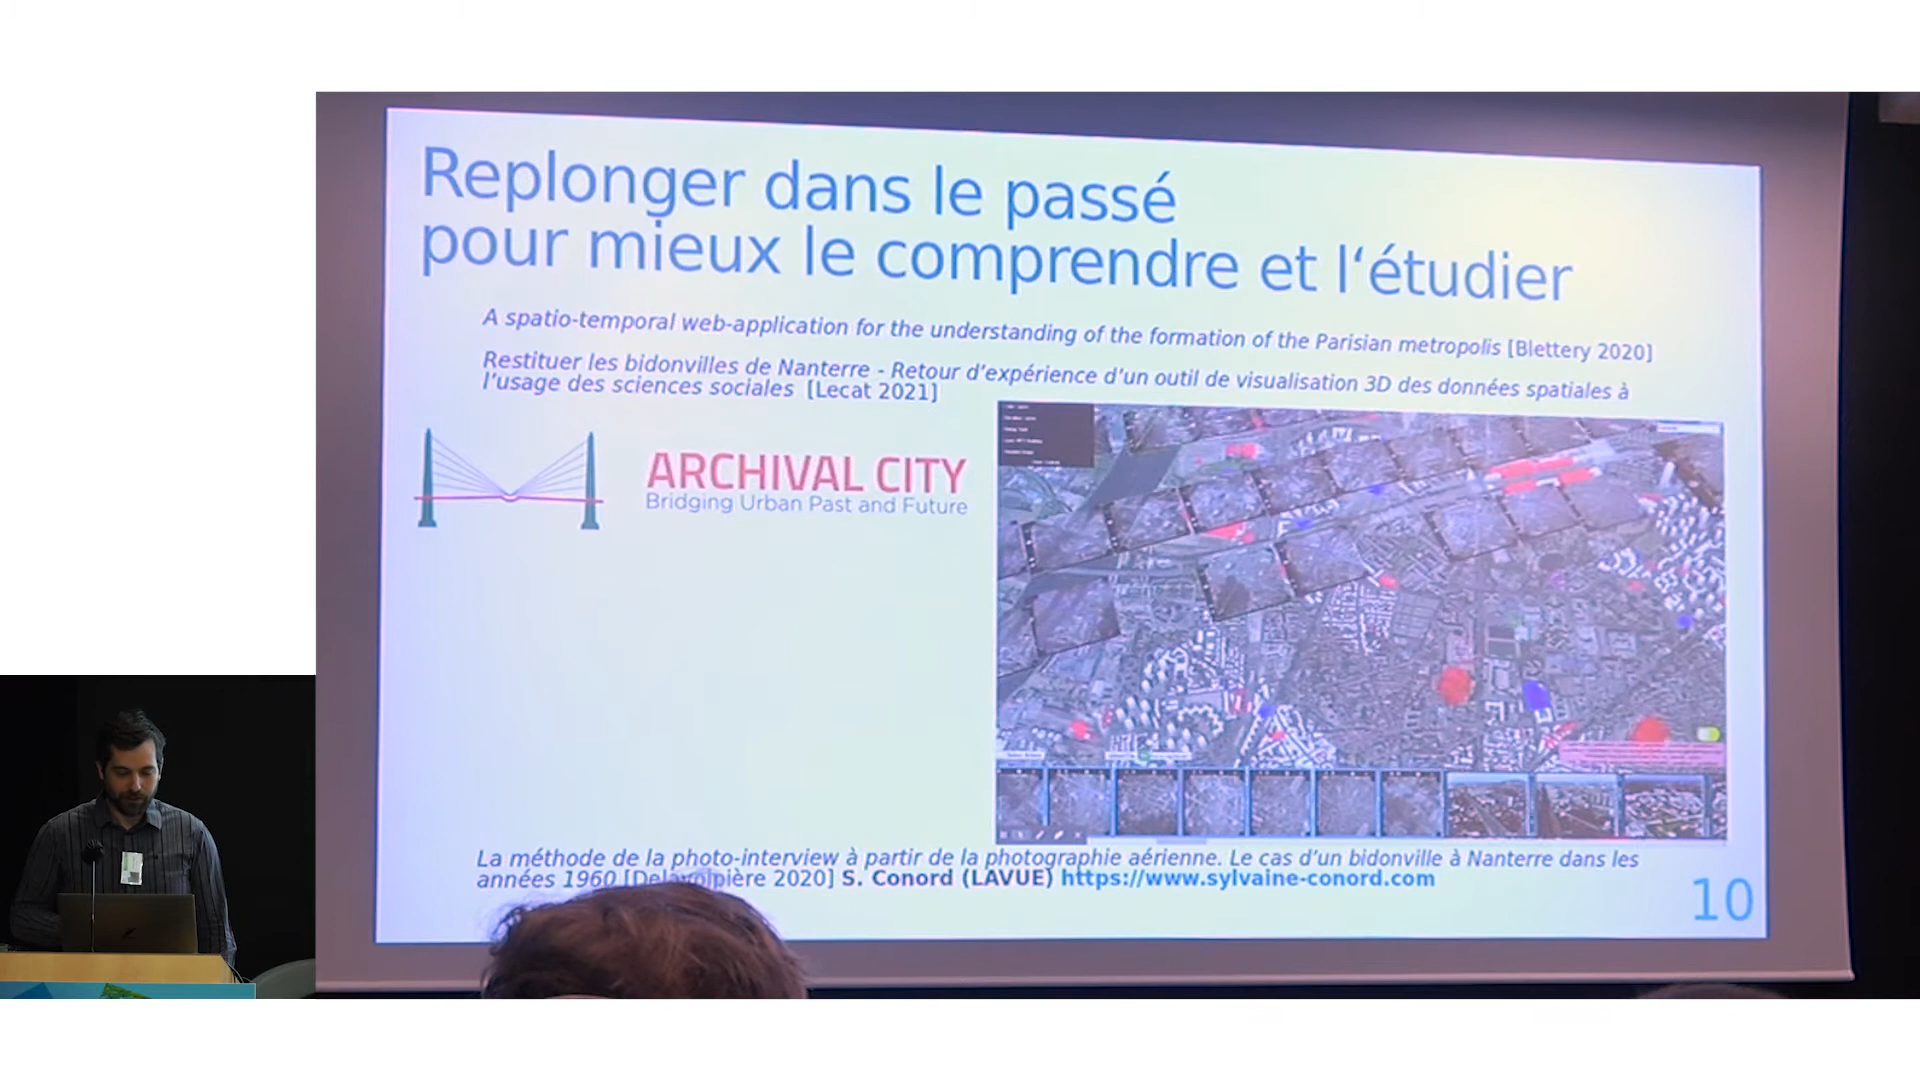 Replonger dans le passé
pour mieux le comprendre et l‘étudier
A spatio-temporal web-application for the understanding of the formation of the Parisian metropolis [Blettery 2020]
Restituer les bidonvilles de Nanterre - Retour d’expérience d’un outil de visualisation 3D des données spatiales à
l’usage des sciences sociales [Lecat 2021]
ARCHIVAL CITY
Bridging Urban Past and Future
La méthode de la photo-interview à partir de la photographie aérienne. Le cas d’un bidonville à Nanterre dans les
années 1960 2020] S. Conord (LAVUE) https://www.sylvaine-conord.com
10